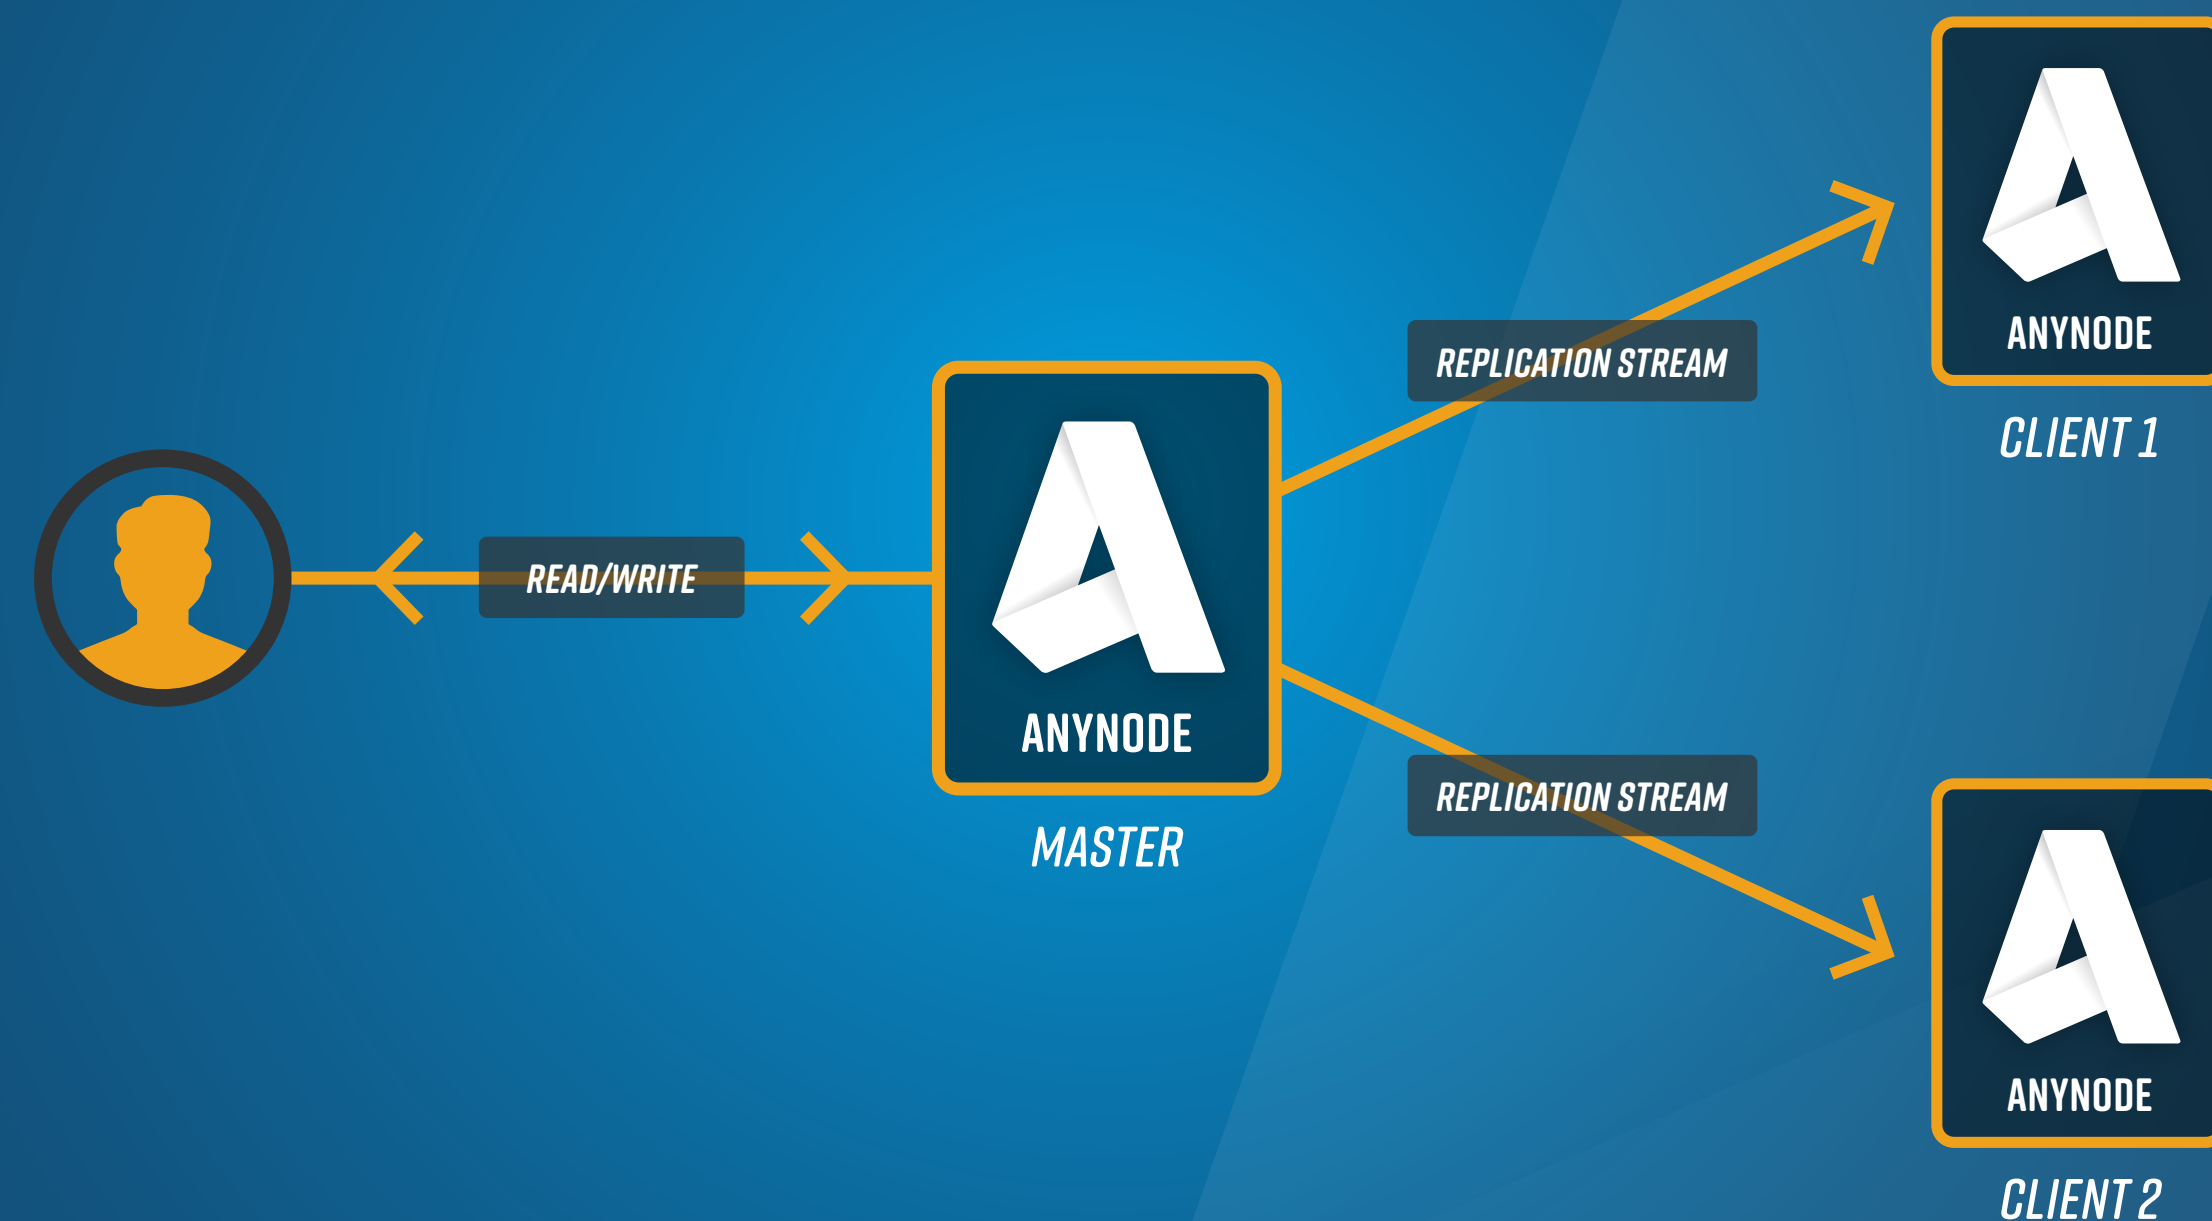 READ/WRITE
ANYNODE
MASTER
REPLICATION STREAM
ANYNODE
CLIENT 1
REPLICATION STREAM
ANYNODE
CLIENT 2